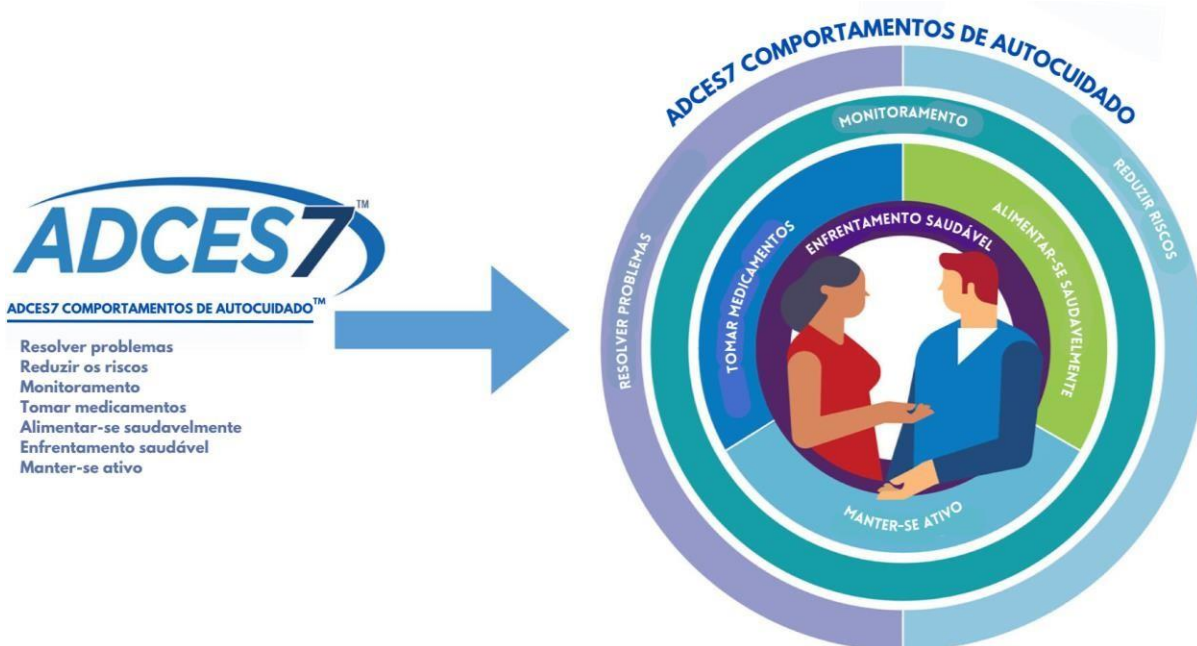 ADCES7™
ADCES7 COMPORTAMENTOS DE AUTOCUIDADO™
Resolver problemas
Reduzir os riscos
Monitoramento
Tomar medicamentos
Alimentar-se saudavelmente
Enfrentamento saudável
Manter-se ativo
ADCES7 COMPORTAMENTOS DE AUTOCUIDADO
RESOLVER PROBLEMAS
REDUZIR RISCOS
MONITORAMENTO
TOMAR MEDICAMENTOS
ALIMENTAR-SE SAUDAVELMENTE
ENFRENTAMENTO SAUDÁVEL
MANTER-SE ATIVO